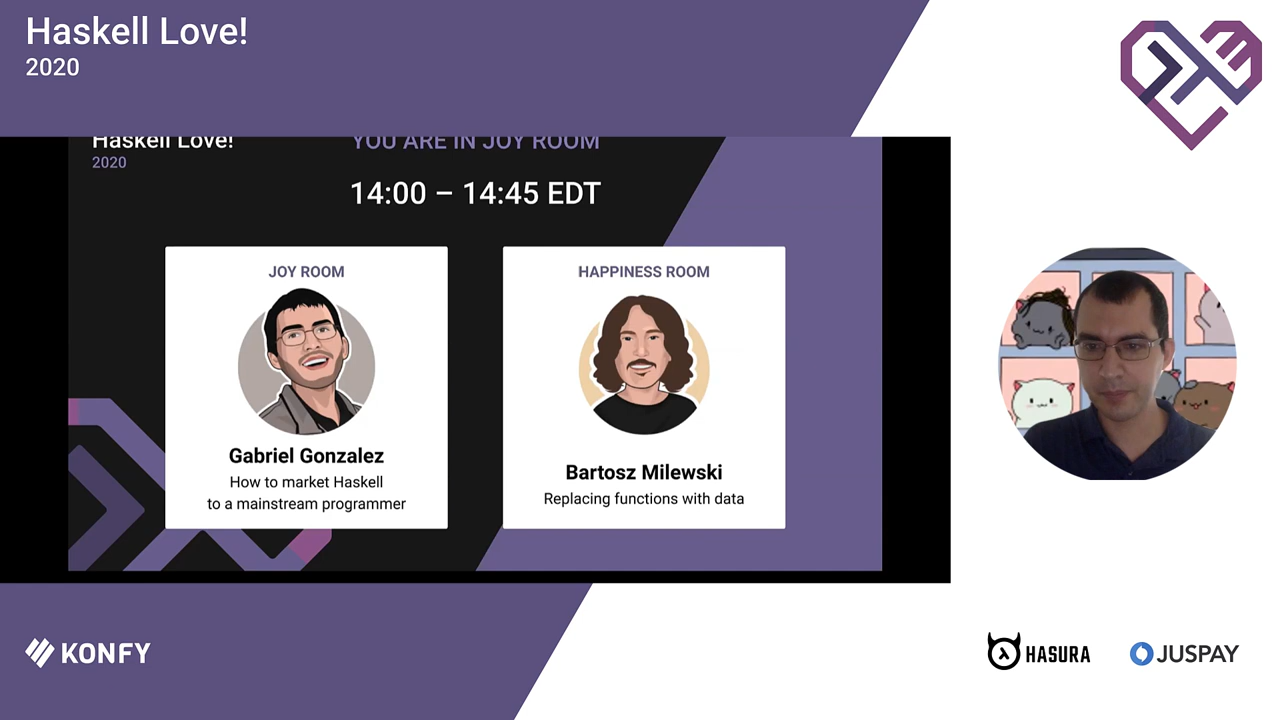 Haskell Love!
2020
Haskell Love!
2020
YOU ARE IN JOY ROOM
14:00 – 14:45 EDT
JOY ROOM
Gabriel Gonzalez
How to market Haskell
to a mainstream programmer
HAPPINESS ROOM
Bartosz Milewski
Replacing functions with data
KONFY
HASURA
JUSPAY